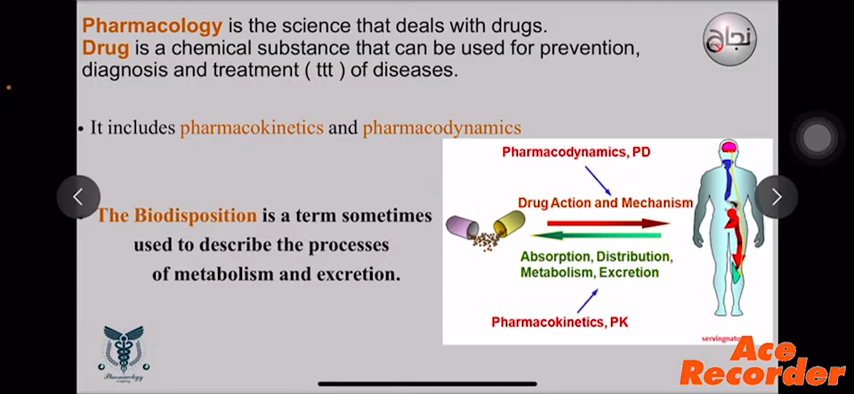 Pharmacology is the science that deals with drugs.
Drug is a chemical substance that can be used for prevention,
diagnosis and treatment ( ttt ) of diseases.
نجاح
• It includes pharmacokinetics and pharmacodynamics
The Biodisposition is a term sometimes
used to describe the processes
of metabolism and excretion.
Pharmacodynamics, PD
Drug Action and Mechanism
Absorption, Distribution,
Metabolism, Excretion
Pharmacokinetics, PK
Pharmacology
Ace
Recorder